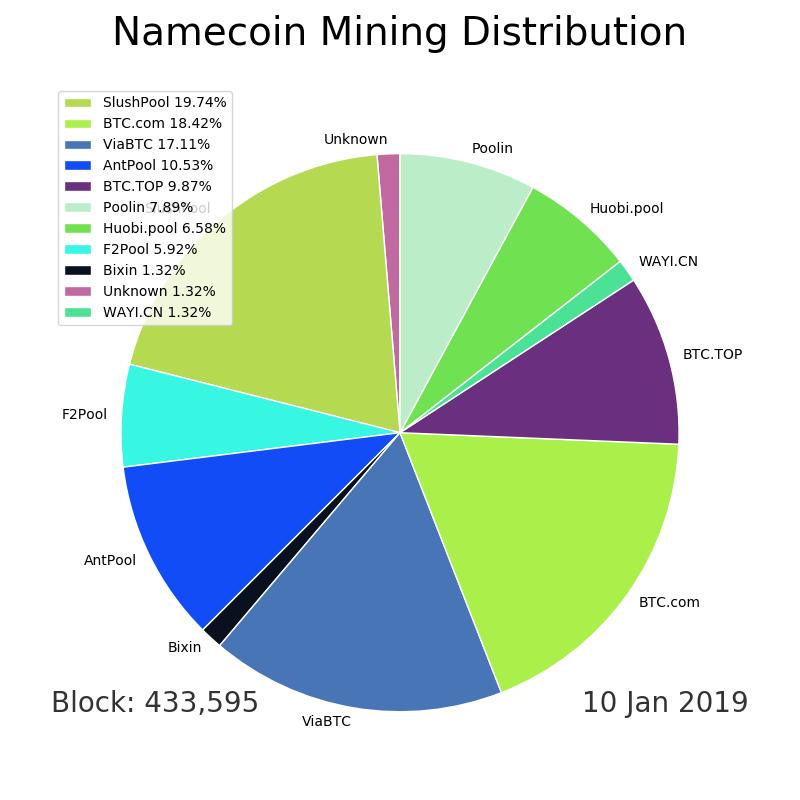 Namecoin Mining Distribution
SlushPool 19.74%
BTC.com 18.42%
ViaBTC 17.11%
AntPool 10.53%
BTC.TOP 9.87%
Poolin 7.89%
Huobi.pool 6.58%
F2Pool 5.92%
Bixin 1.32%
Unknown 1.32%
WAYI.CN 1.32%
Unknown
Poolin
SlushPool
Huobi.pool
WAYI.CN
BTC.TOP
F2Pool
AntPool
BTC.com
Bixin
ViaBTC
Block: 433,595
10 Jan 2019